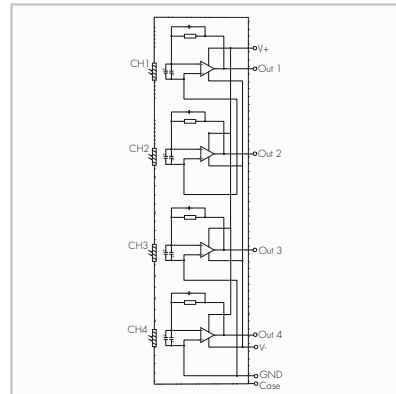 V+
CH1
Out 1
CH2
Out 2
CH3
Out 3
CH4
Out 4
V-
GND
Case